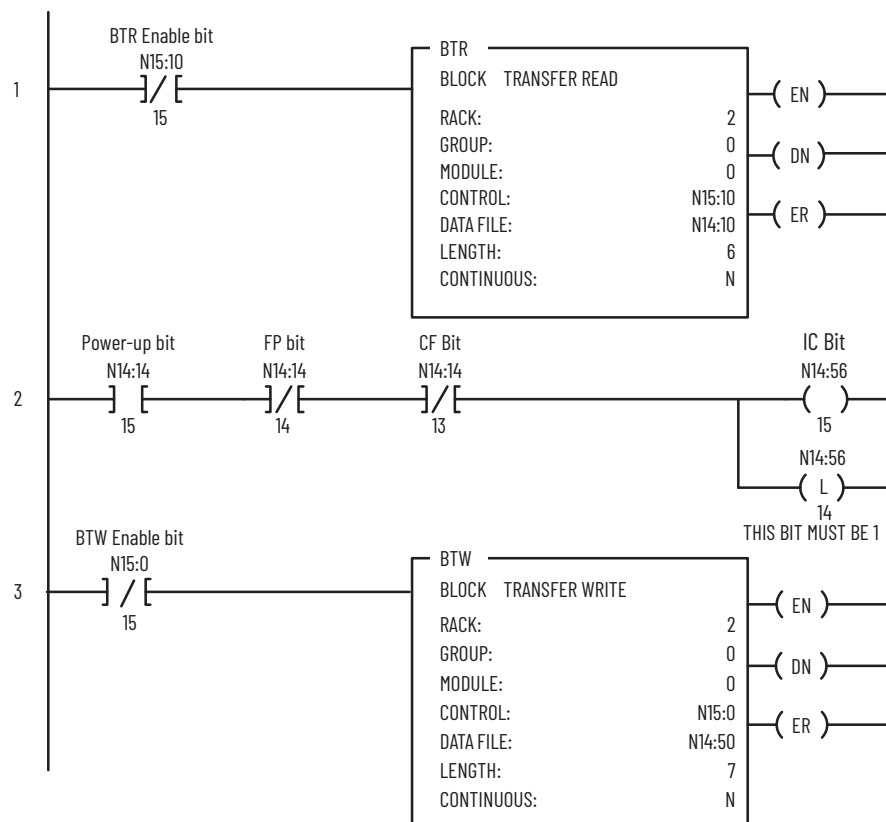 BTR Enable bit
N15:10
15
1
BTR
BLOCK TRANSFER READ
RACK: 2
GROUP: 0
MODULE: 0
CONTROL: N15:10
DATA FILE: N14:10
LENGTH: 6
CONTINUOUS: N
EN
DN
ER
Power-up bit FP bit CF Bit IC Bit
N14:14 N14:14 N14:14 N14:56
2
15 14 13 15
N14:56
L
14
THIS BIT MUST BE 1
BTW Enable bit
N15:0
15
3
BTW
BLOCK TRANSFER WRITE
RACK: 2
GROUP: 0
MODULE: 0
CONTROL: N15:0
DATA FILE: N14:50
LENGTH: 7
CONTINUOUS: N
EN
DN
ER